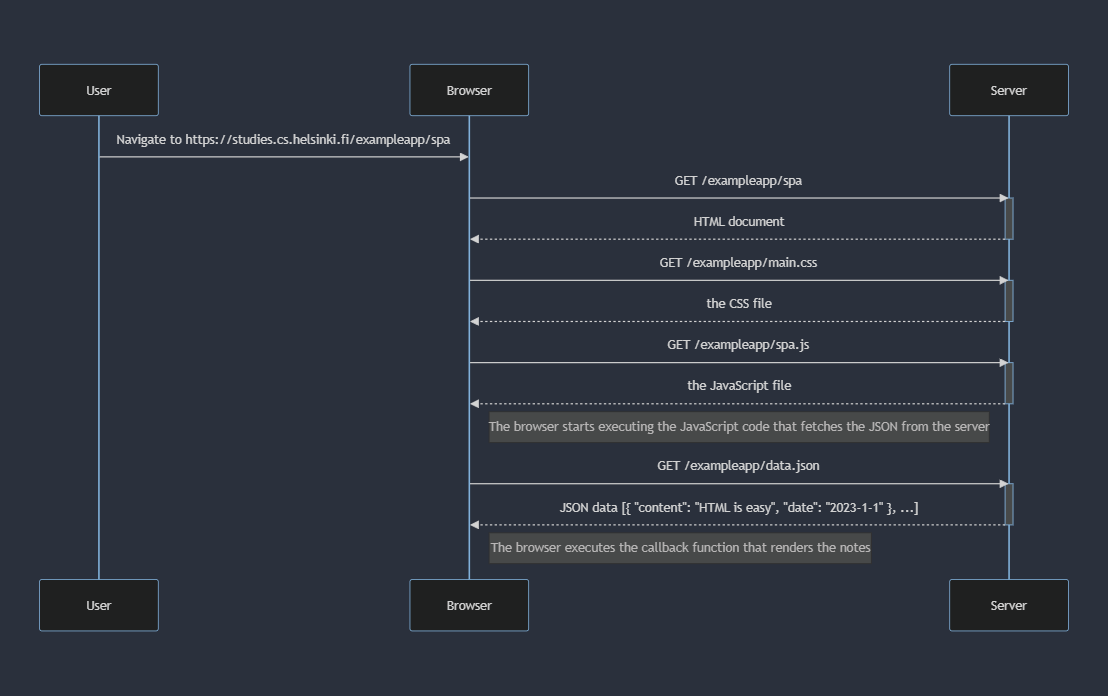 User
Browser
Server
Navigate to https://studies.cs.helsinki.fi/exampleapp/spa
GET /exampleapp/spa
HTML document
GET /exampleapp/main.css
the CSS file
GET /exampleapp/spa.js
the JavaScript file
The browser starts executing the JavaScript code that fetches the JSON from the server
GET /exampleapp/data.json
JSON data [{ "content": "HTML is easy", "date": "2023-1-1" }, ...]
The browser executes the callback function that renders the notes
User
Browser
Server